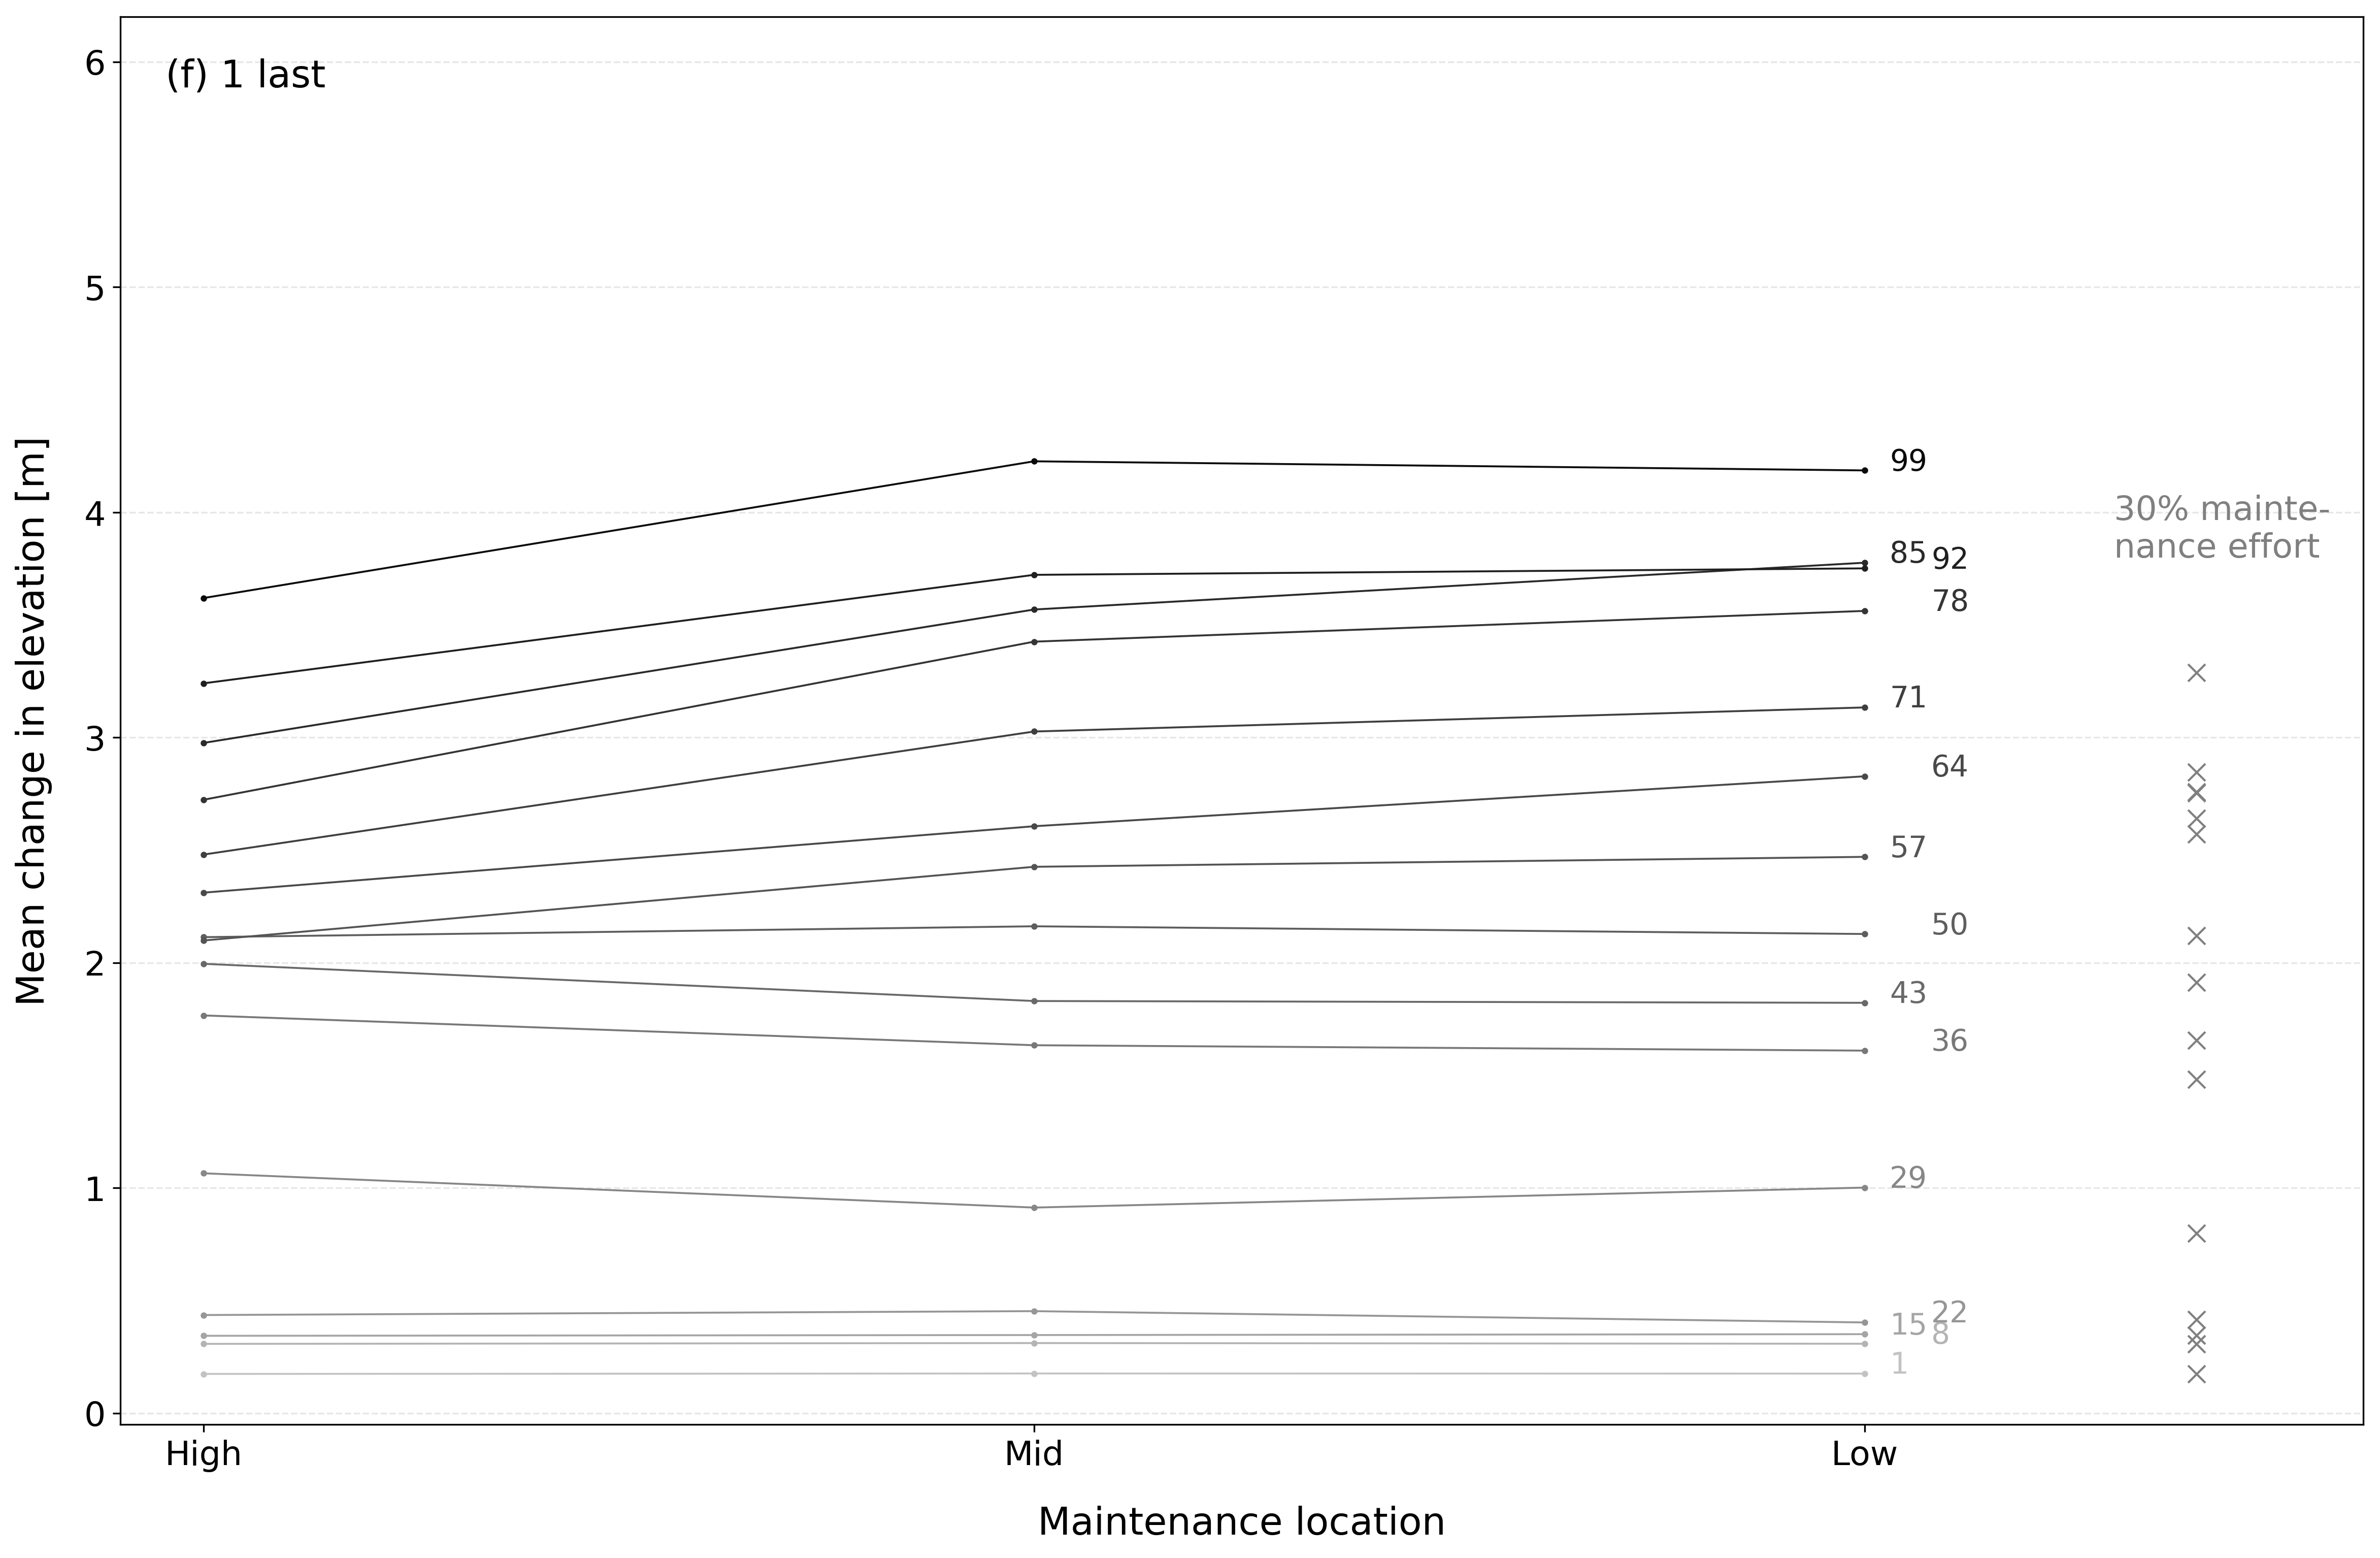 (f) 1 last
6
5
4
3
2
1
0
Mean change in elevation [m]
99
30% mainte-
nance effort
85
92
78
71
64
57
50
43
36
29
22
15
8
1
High
Mid
Low
Maintenance location